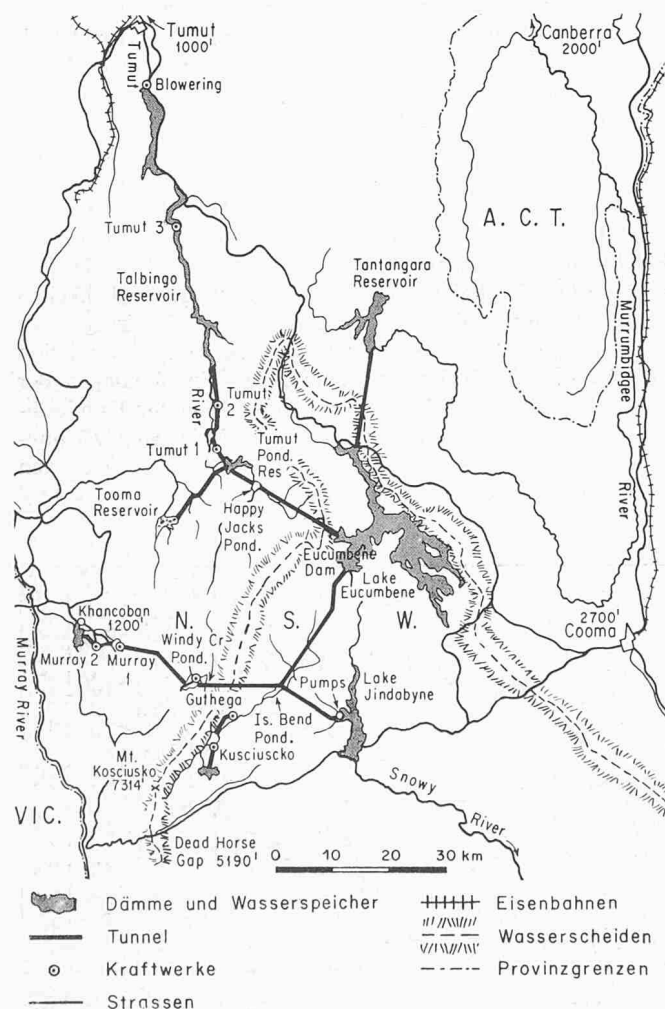 Tumut
1000'
Canberra
2000'
Tumut
Blowering
Tumut 3
A. C. T.
Talbingo
Reservoir
Tantangara
Reservoir
Murrumbidgee
River
River
Tumut
2
Tumut 1
Tumut
Pond.
Res
Tooma
Reservoir
Happy
Jacks
Pond.
Eucumbene
Dam
Lake
Eucumbene
Khancoban
1200'
N.
S.
W.
2700'
Cooma
Windy Cr
Pond.
Murray 2
Murray
1
Murray River
Guthega
Pumps
Lake
Jindabyne
Is. Bend
Pond.
Kusciuscko
Mt.
Kosciusko
7314'
Snowy
River
VIC.
Dead Horse
Gap 5190'
0 10 20 30 km
Dämme und Wasserspeicher
Tunnel
Kraftwerke
Strassen
Eisenbahnen
Wasserscheiden
Provinzgrenzen